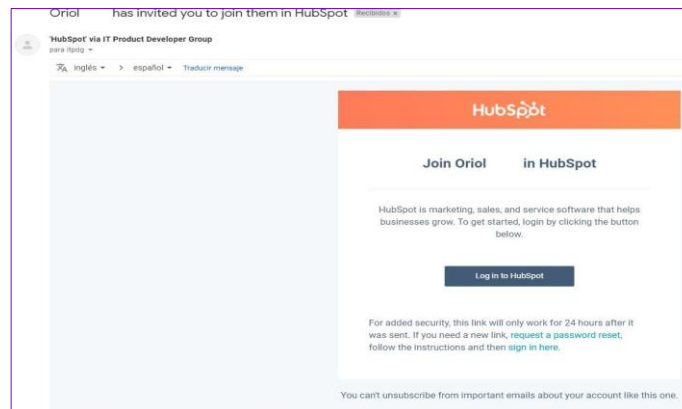 Oriol has invited you to join them in HubSpot Recibidos x
'HubSpot' via IT Product Developer Group
para itpdg
inglés > español Traducir mensaje
HubSpot
Join Oriol in HubSpot
HubSpot is marketing, sales, and service software that helps
businesses grow. To get started, login by clicking the button
below.
Log in to HubSpot
For added security, this link will only work for 24 hours after it
was sent. If you need a new link, request a password reset,
follow the instructions and then sign in here.
You can't unsubscribe from important emails about your account like this one.